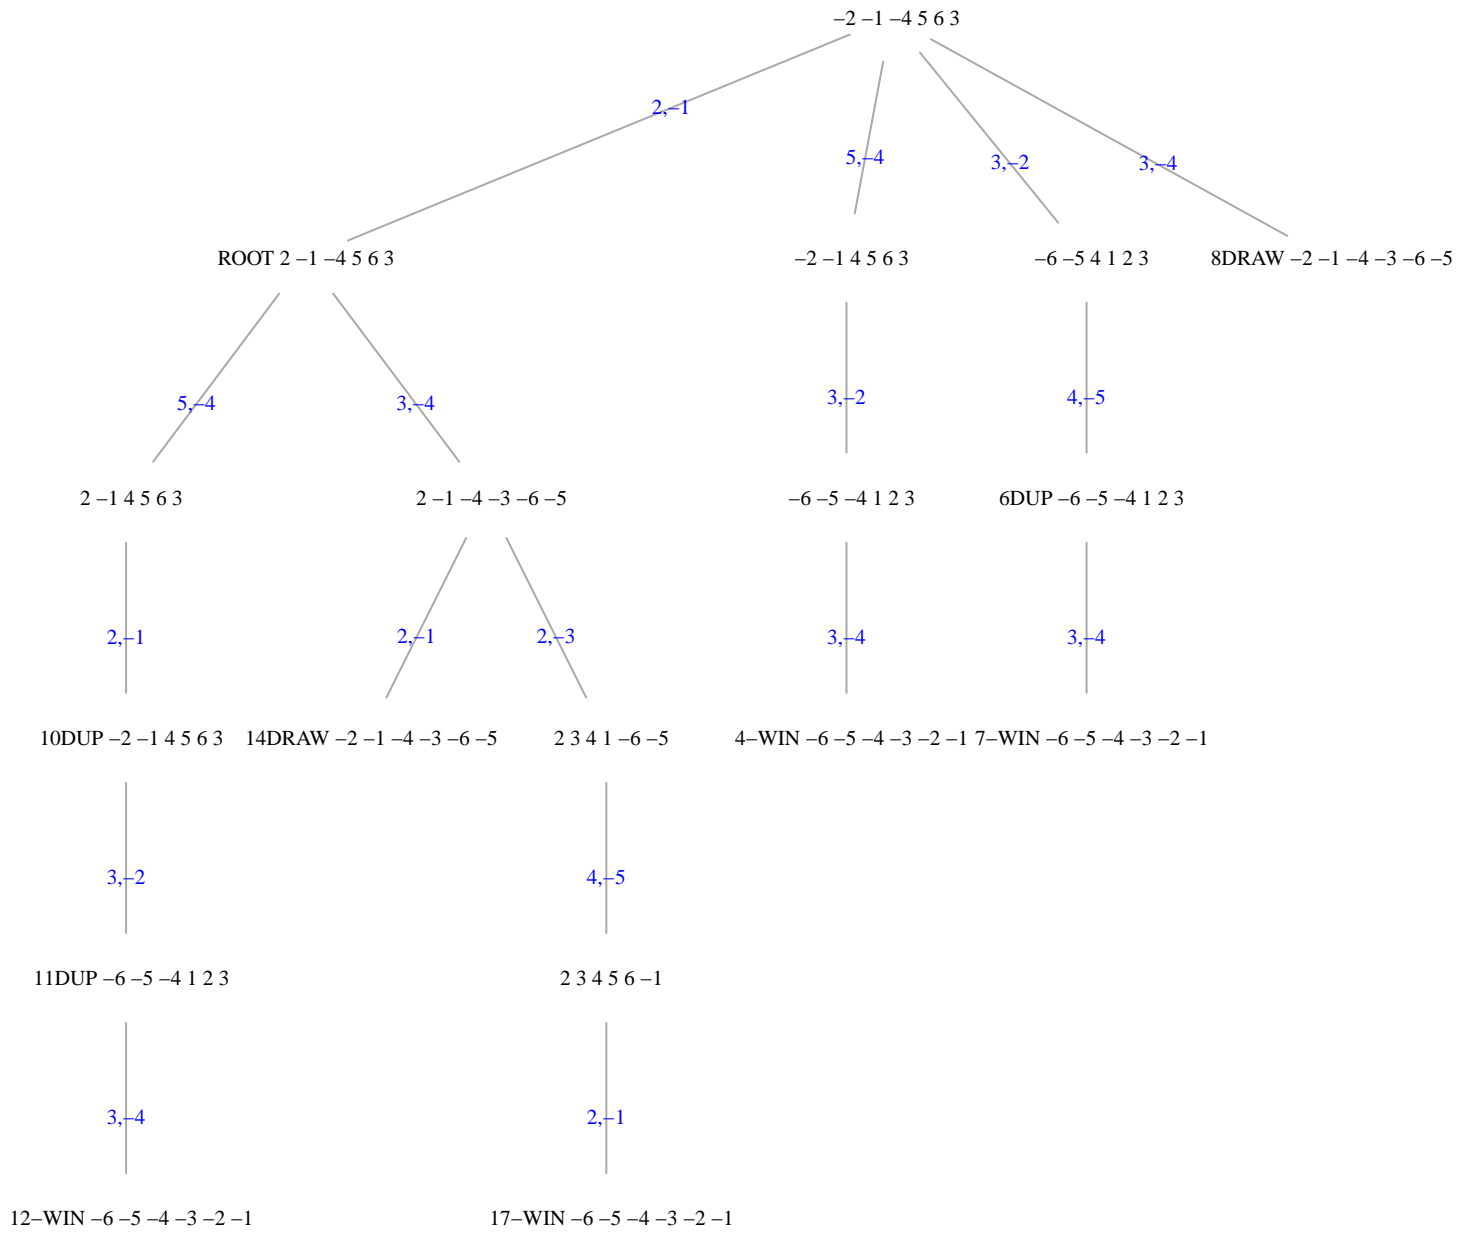 −2 −1 −4 5 6 3
2,−1
5,−4
3,−2
3,−4
ROOT 2 −1 −4 5 6 3
−2 −1 4 5 6 3
−6 −5 4 1 2 3
8DRAW −2 −1 −4 −3 −6 −5
5,−4
3,−4
3,−2
4,−5
2 −1 4 5 6 3
2 −1 −4 −3 −6 −5
−6 −5 −4 1 2 3
6DUP −6 −5 −4 1 2 3
2,−1
2,−1
2,−3
3,−4
3,−4
10DUP −2 −1 4 5 6 3
14DRAW −2 −1 −4 −3 −6 −5
2 3 4 1 −6 −5
4−WIN −6 −5 −4 −3 −2 −1
7−WIN −6 −5 −4 −3 −2 −1
3,−2
4,−5
11DUP −6 −5 −4 1 2 3
2 3 4 5 6 −1
3,−4
2,−1
12−WIN −6 −5 −4 −3 −2 −1
17−WIN −6 −5 −4 −3 −2 −1